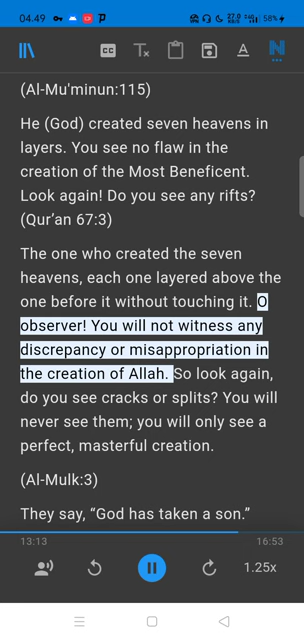 04.49
27.0
58%
CC
A
N
(Al-Mu'minun:115)
He (God) created seven heavens in
layers. You see no flaw in the
creation of the Most Beneficent.
Look again! Do you see any rifts?
(Qur’an 67:3)
The one who created the seven
heavens, each one layered above the
one before it without touching it. O
observer! You will not witness any
discrepancy or misappropriation in
the creation of Allah. So look again,
do you see cracks or splits? You will
never see them; you will only see a
perfect, masterful creation.
(Al-Mulk:3)
They say, “God has taken a son.”
13:13
16:53
1.25x